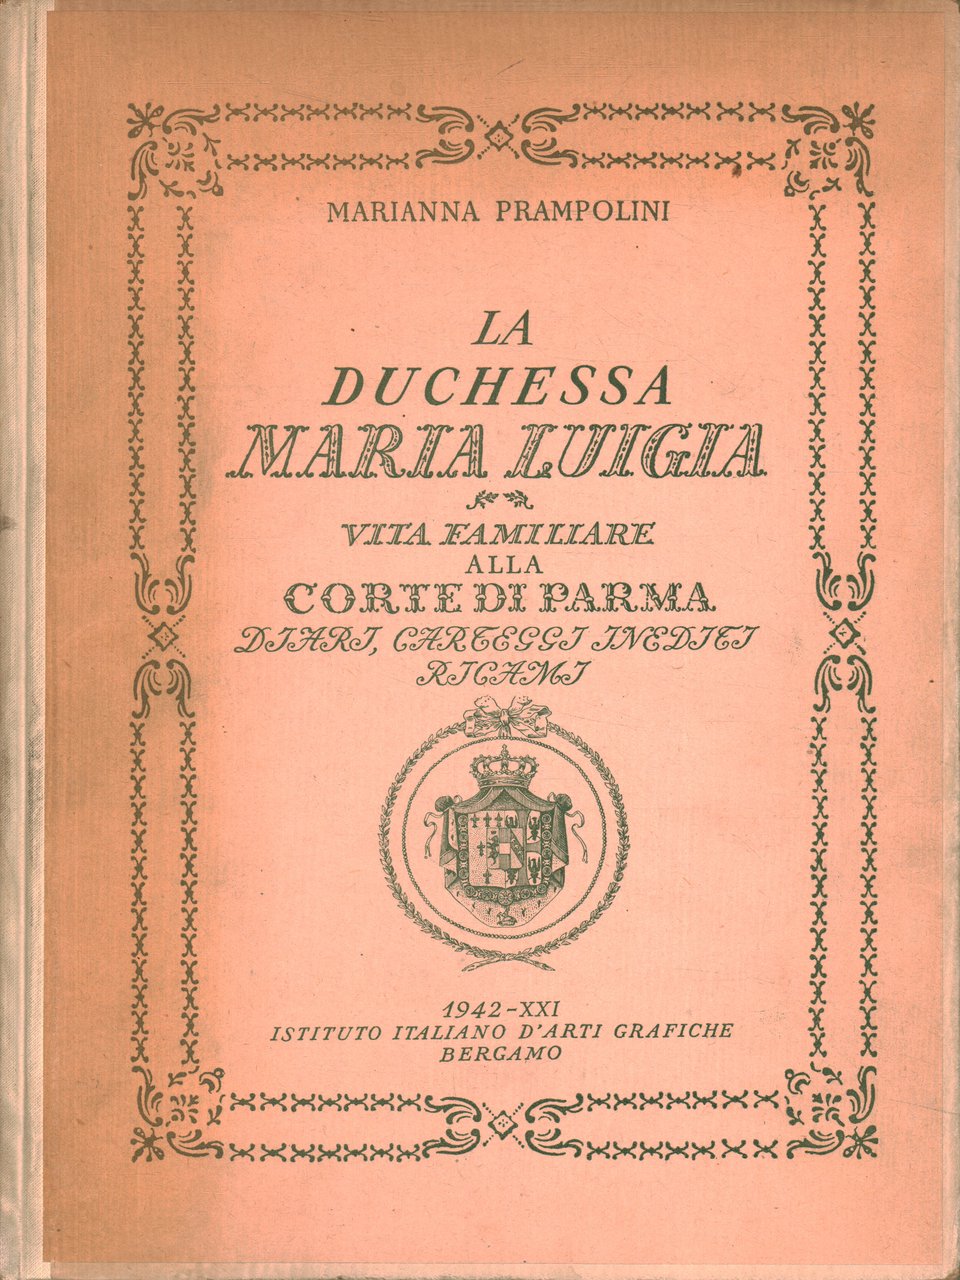 MARIANNA PRAMPOLINI
LA
DUCHESSA
MARIA LUIGIA
VITA FAMILIARE
ALLA
CORTE DI PARMA
DIARI, CARTEGGI INEDITI
RICAMI
1942-XXI
ISTITUTO ITALIANO D'ARTI GRAFICHE
BERGAMO